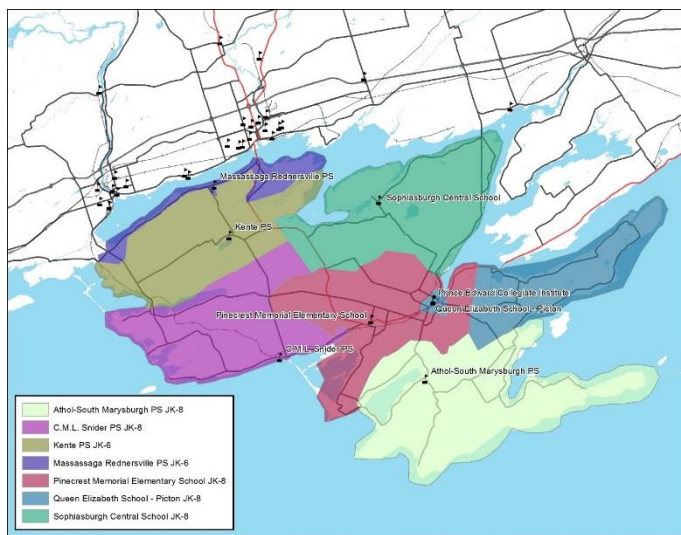 Massassaga Rednersville PS
Sophiasburgh Central School
Kente PS
Prince Edward Collegiate Institute
Queen Elizabeth School - Picton
Pinecrest Memorial Elementary School
C.M.L. Snider PS
Athol-South Marysburgh PS
Athol-South Marysburgh PS JK-8
C.M.L. Snider PS JK-8
Kente PS JK-6
Massassaga Rednersville PS JK-6
Pinecrest Memorial Elementary School JK-8
Queen Elizabeth School - Picton JK-8
Sophiasburgh Central School JK-8